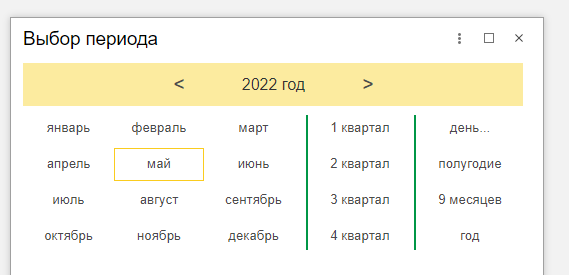 Выбор периода
< 2022 год >
январь февраль март 1 квартал день...
апрель май июнь 2 квартал полугодие
июль август сентябрь 3 квартал 9 месяцев
октябрь ноябрь декабрь 4 квартал год